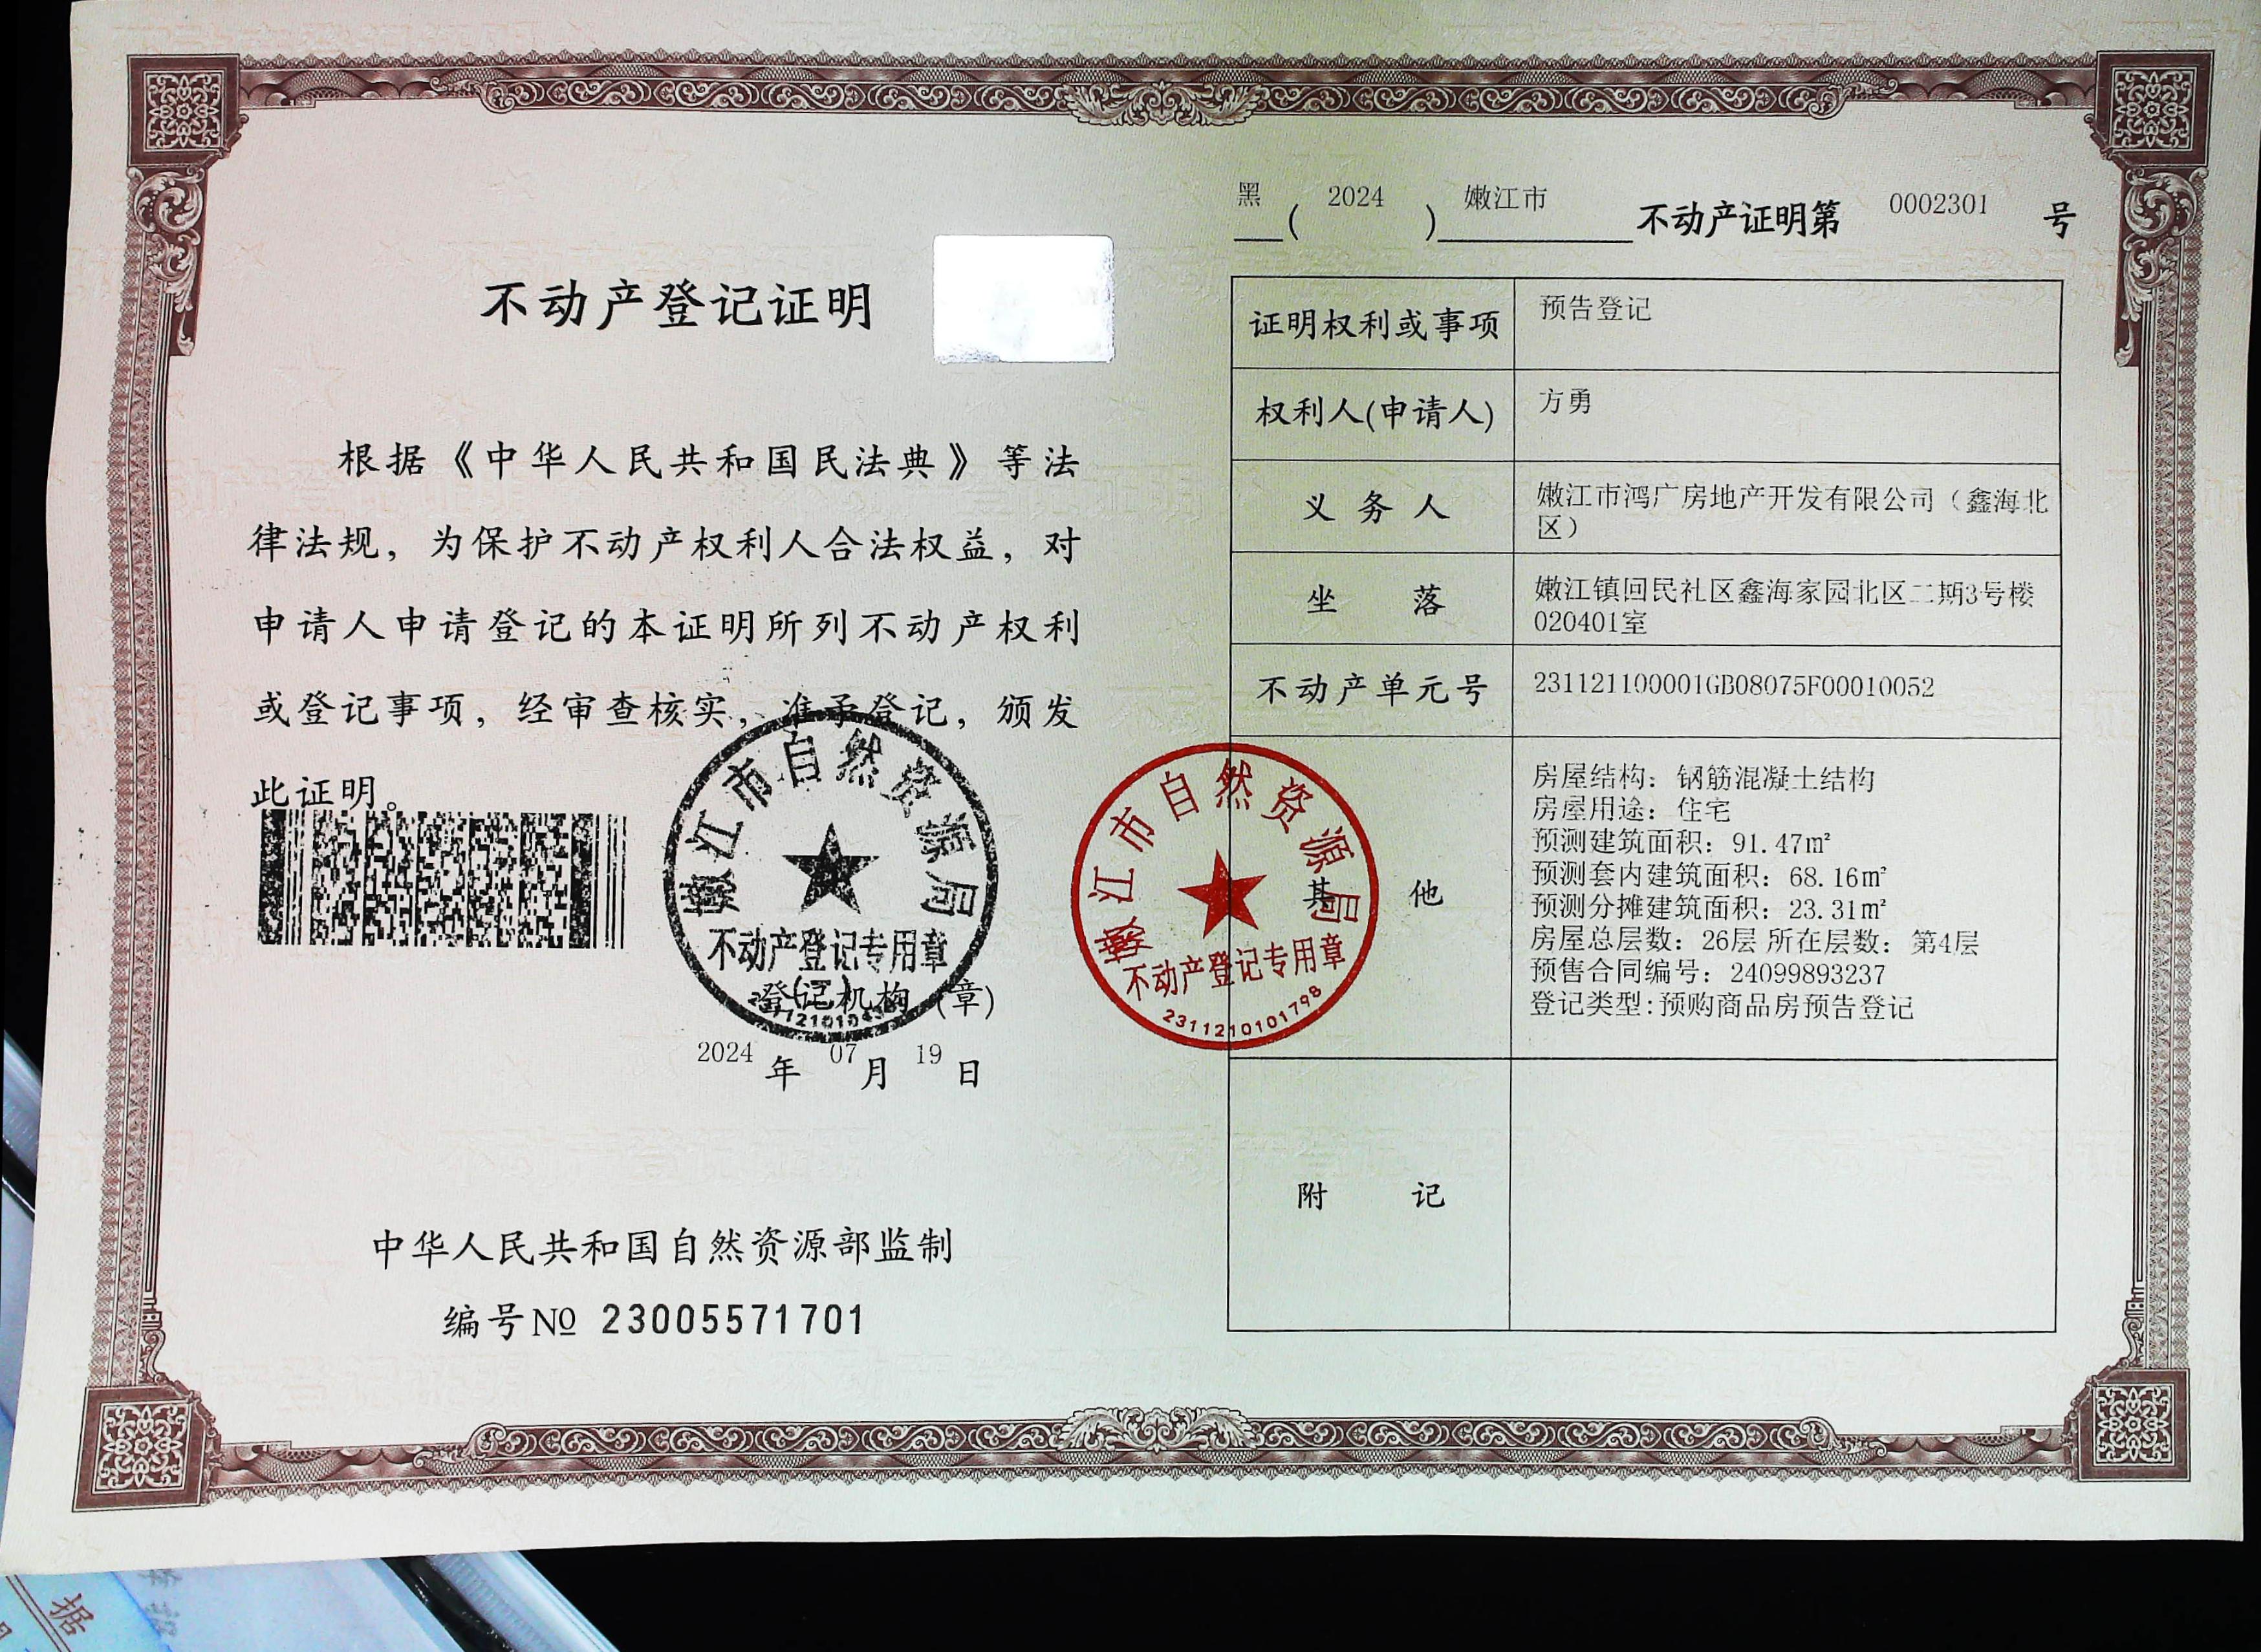 不动产登记证明
根据《中华人民共和国民法典》等法
律法规，为保护不动产权利人合法权益，对
申请人申请登记的本证明所列不动产权利
或登记事项，经审查核实，准予登记，颁发
此证明。
嫩江市自然资源局
不动产登记专用章
登记机构（章）
2024年07月19日
中华人民共和国自然资源部监制
编号№ 23005571701
黑(2024)嫩江市不动产证明第0002301号
证明权利或事项 预告登记
权利人(申请人) 方勇
义务人 嫩江市鸿广房地产开发有限公司（鑫海北
区）
坐落 嫩江镇回民社区鑫海家园北区二期3号楼
020401室
不动产单元号 231121100001GB08075F00010052
其他
房屋结构：钢筋混凝土结构
房屋用途：住宅
预测建筑面积：91.47㎡
预测套内建筑面积：68.16㎡
预测分摊建筑面积：23.31㎡
房屋总层数：26层 所在层数：第4层
预售合同编号：24099893237
登记类型:预购商品房预告登记
嫩江市自然资源局
不动产登记专用章
2311210101798
附记
据